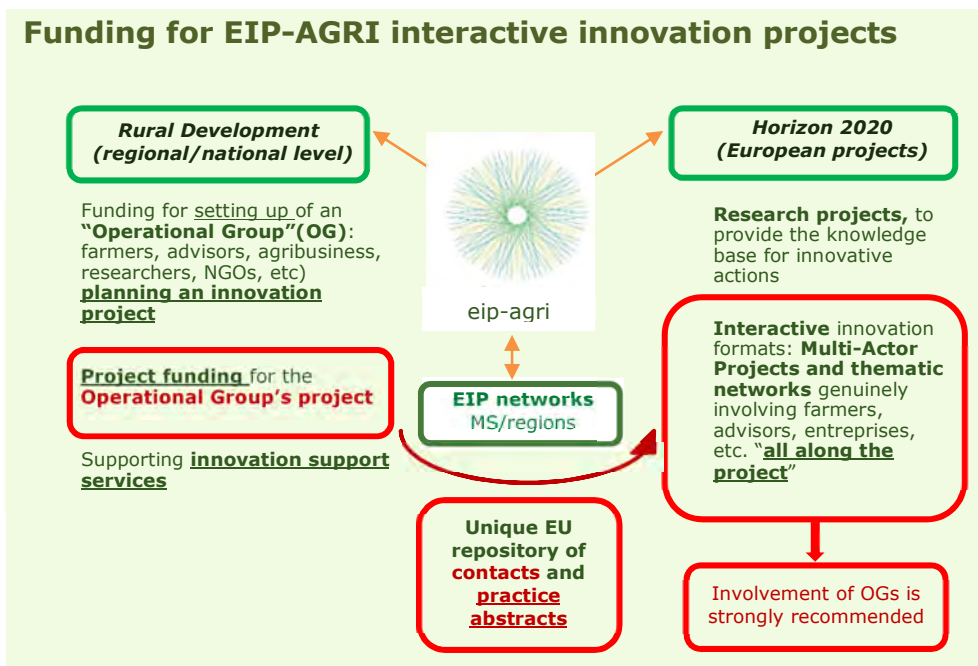 Funding for EIP-AGRI interactive innovation projects
Rural Development
(regional/national level)
Funding for setting up of an
“Operational Group”(OG):
farmers, advisors, agribusiness,
researchers, NGOs, etc)
planning an innovation
project
Project funding for the
Operational Group's project
Supporting innovation support
services
eip-agri
EIP networks
MS/regions
Unique EU
repository of
contacts and
practice
abstracts
Horizon 2020
(European projects)
Research projects, to
provide the knowledge
base for innovative
actions
Interactive innovation
formats: Multi-Actor
Projects and thematic
networks genuinely
involving farmers,
advisors, entreprises,
etc. “all along the
project”
Involvement of OGs is
strongly recommended